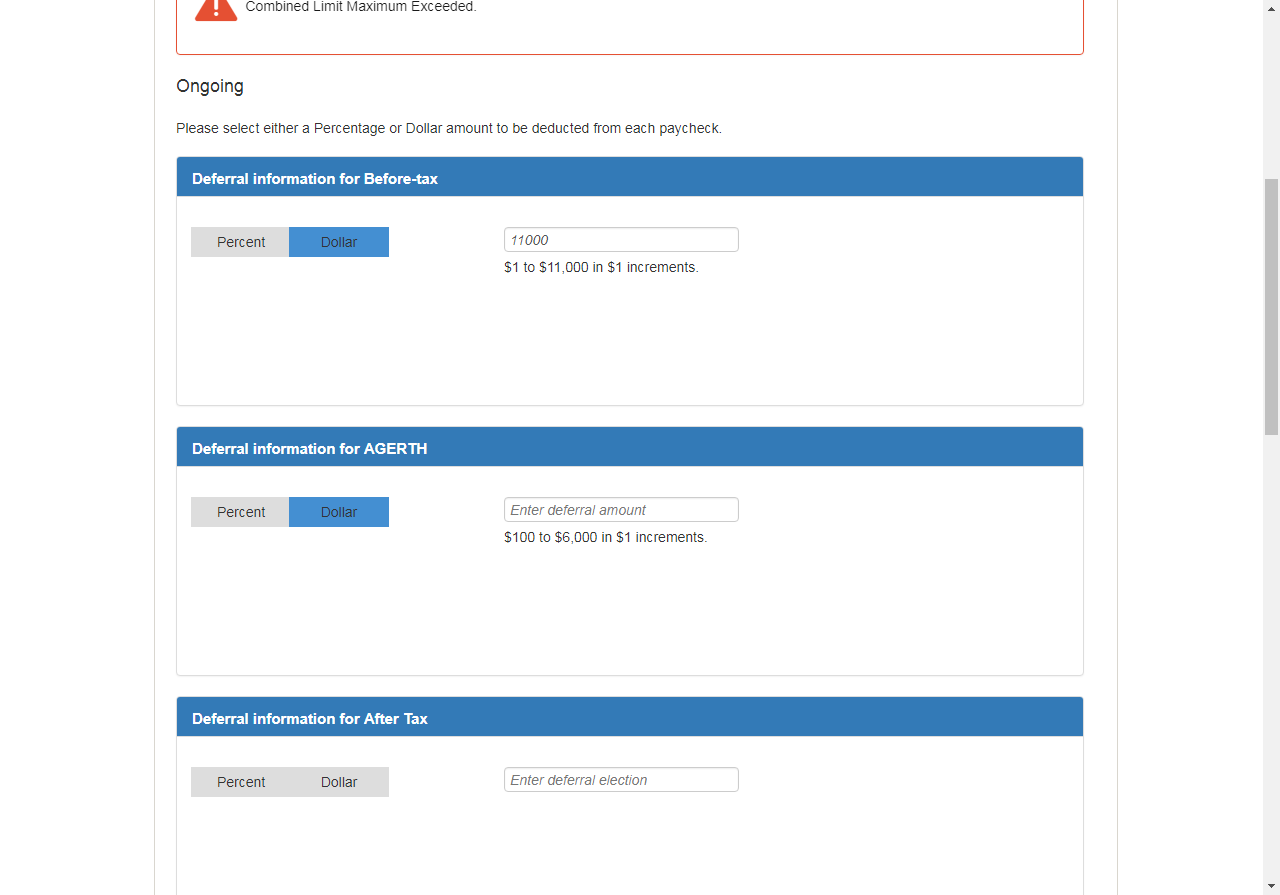 Combined Limit Maximum Exceeded.
Ongoing
Please select either a Percentage or Dollar amount to be deducted from each paycheck.
Deferral information for Before-tax
Percent Dollar 11000
$1 to $11,000 in $1 increments.
Deferral information for AGERTH
Percent Dollar Enter deferral amount
$100 to $6,000 in $1 increments.
Deferral information for After Tax
Percent Dollar Enter deferral election